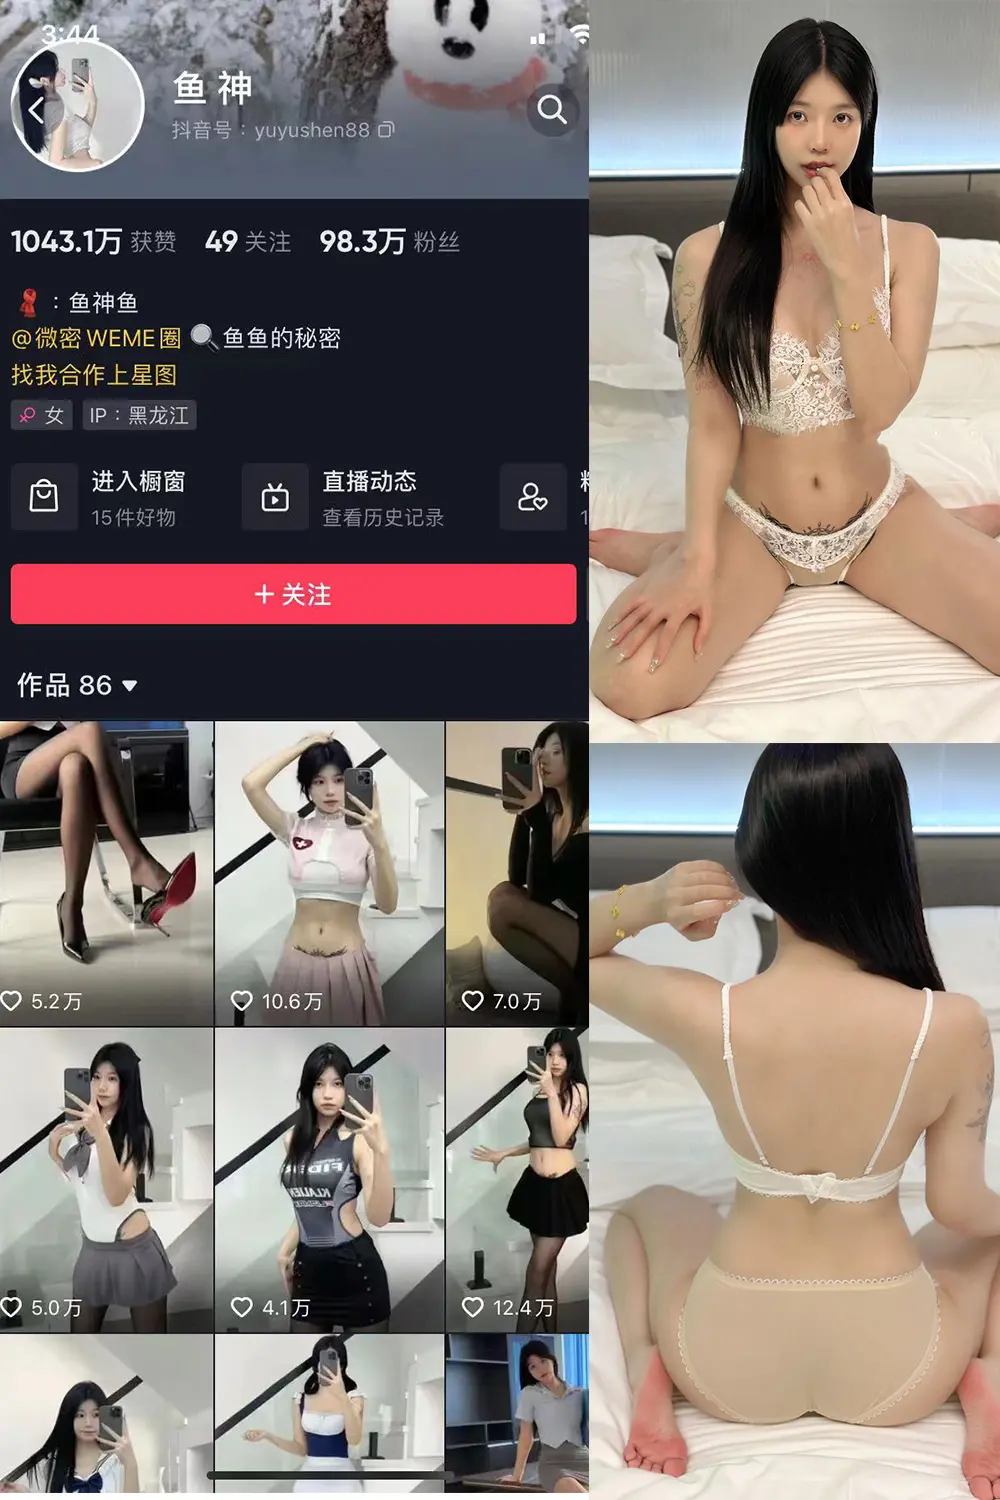 3:44
鱼 神
抖音号：yuyushen88
1043.1万 获赞 49 关注 98.3万 粉丝
：鱼神鱼
@微密 WEME圈 🔍鱼鱼的秘密
找我合作上星图
女 IP：黑龙江
进入橱窗
15件好物
直播动态
查看历史记录
+ 关注
作品 86
5.2万
10.6万
7.0万
5.0万
4.1万
12.4万